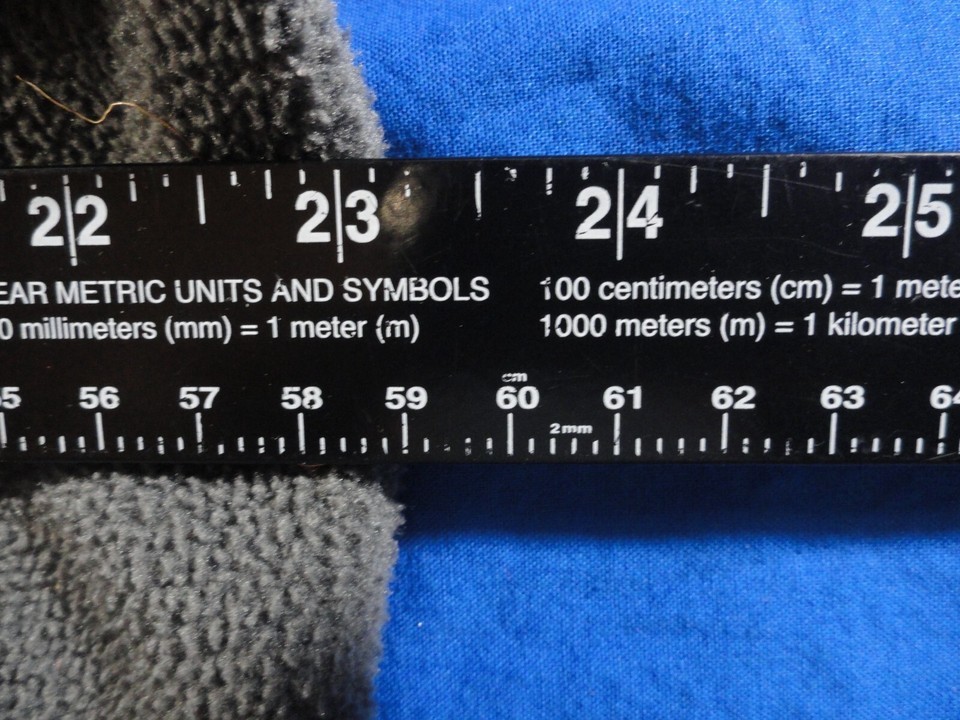 22 23 24 25
EAR METRIC UNITS AND SYMBOLS 100 centimeters (cm) = 1 mete
0 millimeters (mm) = 1 meter (m) 1000 meters (m) = 1 kilometer
cm
55 56 57 58 59 60 61 62 63 64
2mm